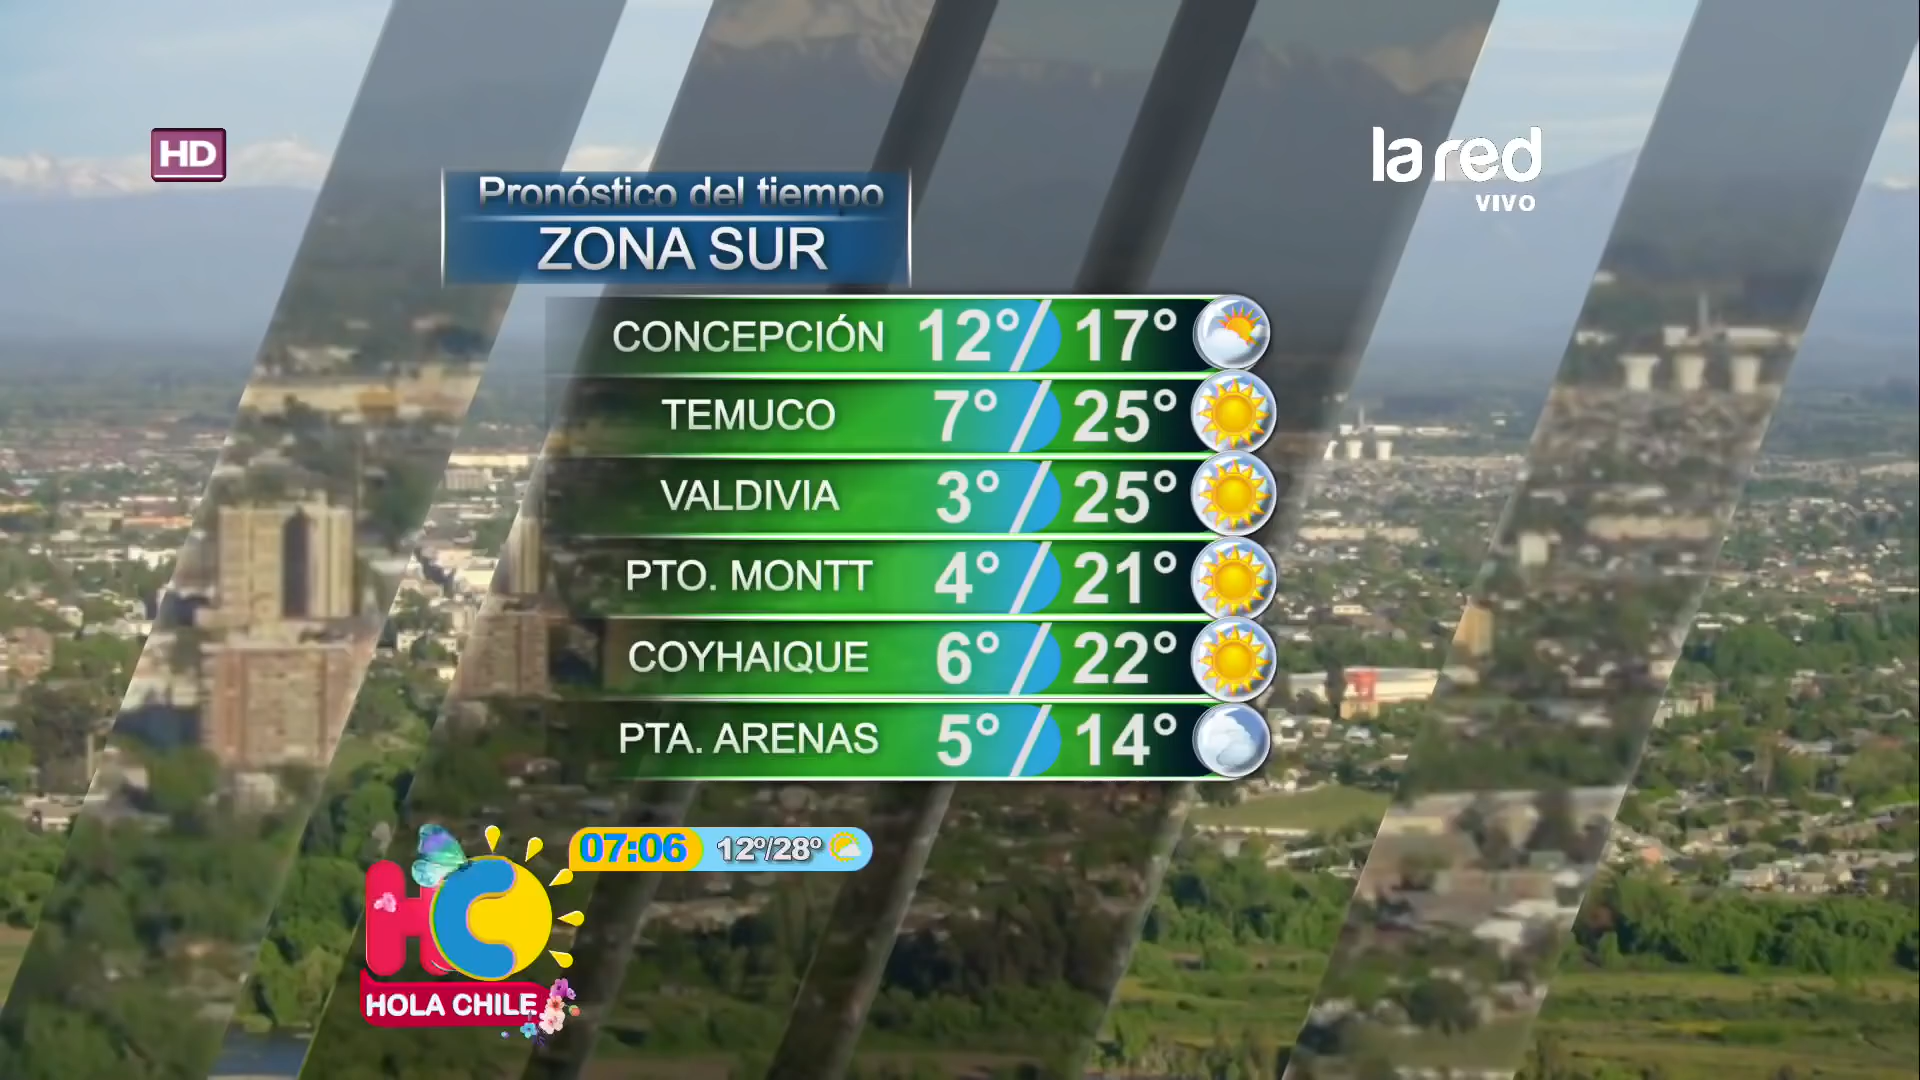 HD
la red
VIVO
Pronóstico del tiempo
ZONA SUR
CONCEPCIÓN 12°/ 17°
TEMUCO 7°/ 25°
VALDIVIA 3°/ 25°
PTO. MONTT 4°/ 21°
COYHAIQUE 6°/ 22°
PTA. ARENAS 5°/ 14°
07:06 12°/28°
HC
HOLA CHILE